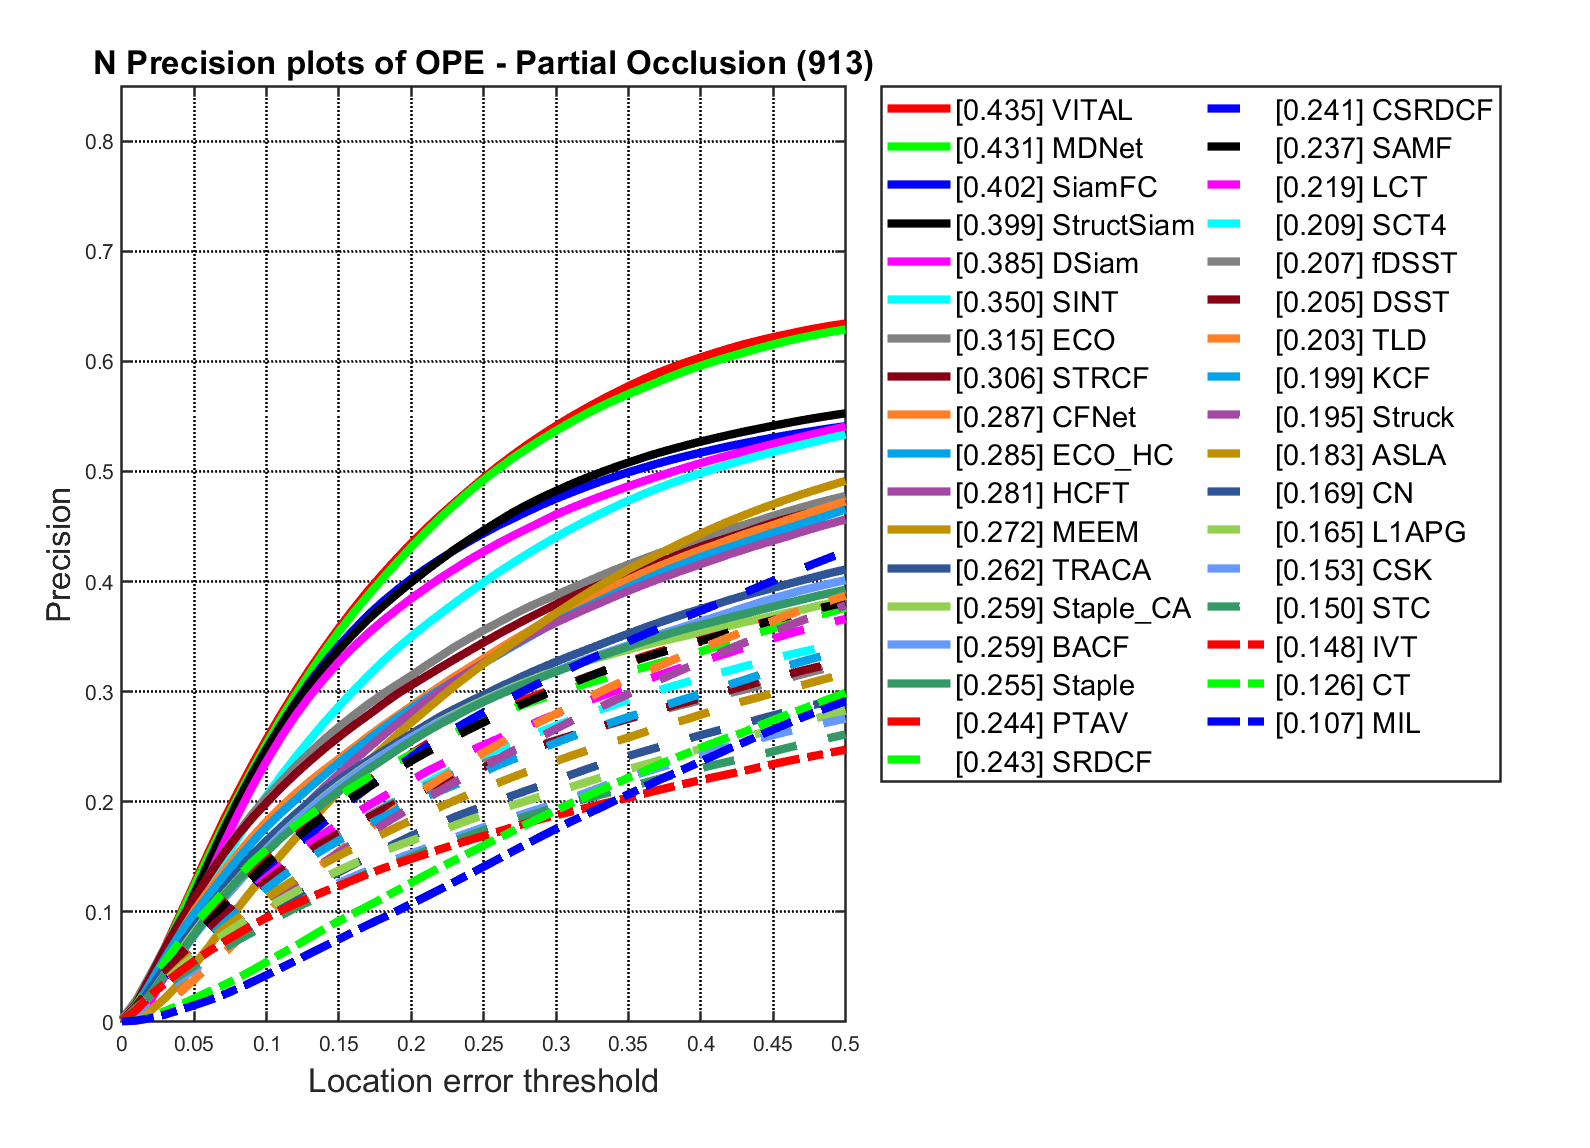 N Precision plots of OPE - Partial Occlusion (913)
Precision
0.8
0.7
0.6
0.5
0.4
0.3
0.2
0.1
0
0 0.05 0.1 0.15 0.2 0.25 0.3 0.35 0.4 0.45 0.5
Location error threshold
[0.435] VITAL
[0.431] MDNet
[0.402] SiamFC
[0.399] StructSiam
[0.385] DSiam
[0.350] SINT
[0.315] ECO
[0.306] STRCF
[0.287] CFNet
[0.285] ECO_HC
[0.281] HCFT
[0.272] MEEM
[0.262] TRACA
[0.259] Staple_CA
[0.259] BACF
[0.255] Staple
[0.244] PTAV
[0.243] SRDCF
[0.241] CSRDCF
[0.237] SAMF
[0.219] LCT
[0.209] SCT4
[0.207] fDSST
[0.205] DSST
[0.203] TLD
[0.199] KCF
[0.195] Struck
[0.183] ASLA
[0.169] CN
[0.165] L1APG
[0.153] CSK
[0.150] STC
[0.148] IVT
[0.126] CT
[0.107] MIL